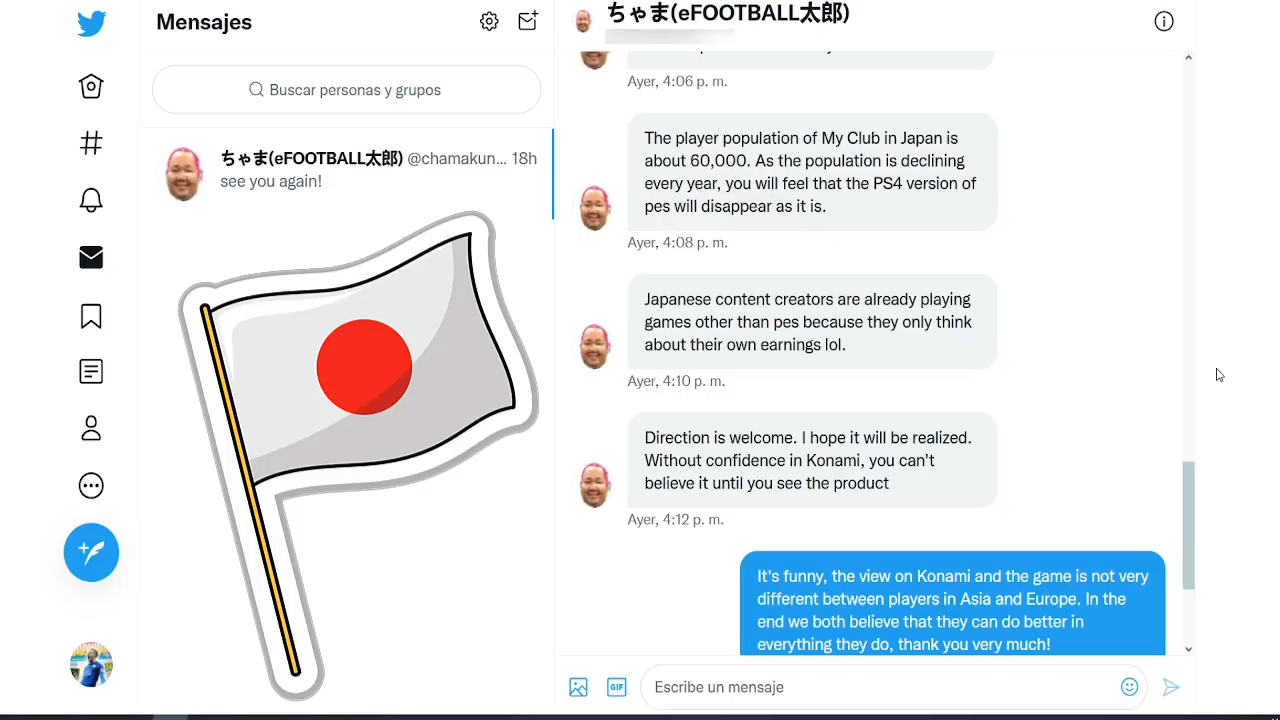 Mensajes
Buscar personas y grupos
ちゃま(eFOOTBALL太郎) @chamakun... 18h
see you again!
ちゃま(eFOOTBALL太郎)
Ayer, 4:06 p. m.
The player population of My Club in Japan is
about 60,000. As the population is declining
every year, you will feel that the PS4 version of
pes will disappear as it is.
Ayer, 4:08 p. m.
Japanese content creators are already playing
games other than pes because they only think
about their own earnings lol.
Ayer, 4:10 p. m.
Direction is welcome. I hope it will be realized.
Without confidence in Konami, you can't
believe it until you see the product
Ayer, 4:12 p. m.
It's funny, the view on Konami and the game is not very
different between players in Asia and Europe. In the
end we both believe that they can do better in
everything they do, thank you very much!
GIF
Escribe un mensaje